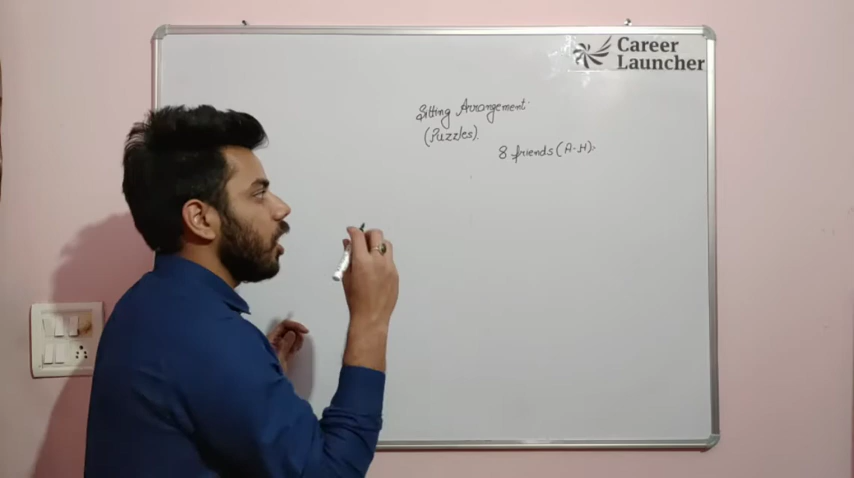 Career
Launcher
Sitting Arrangement:
(Puzzles).
8 friends (A-H).